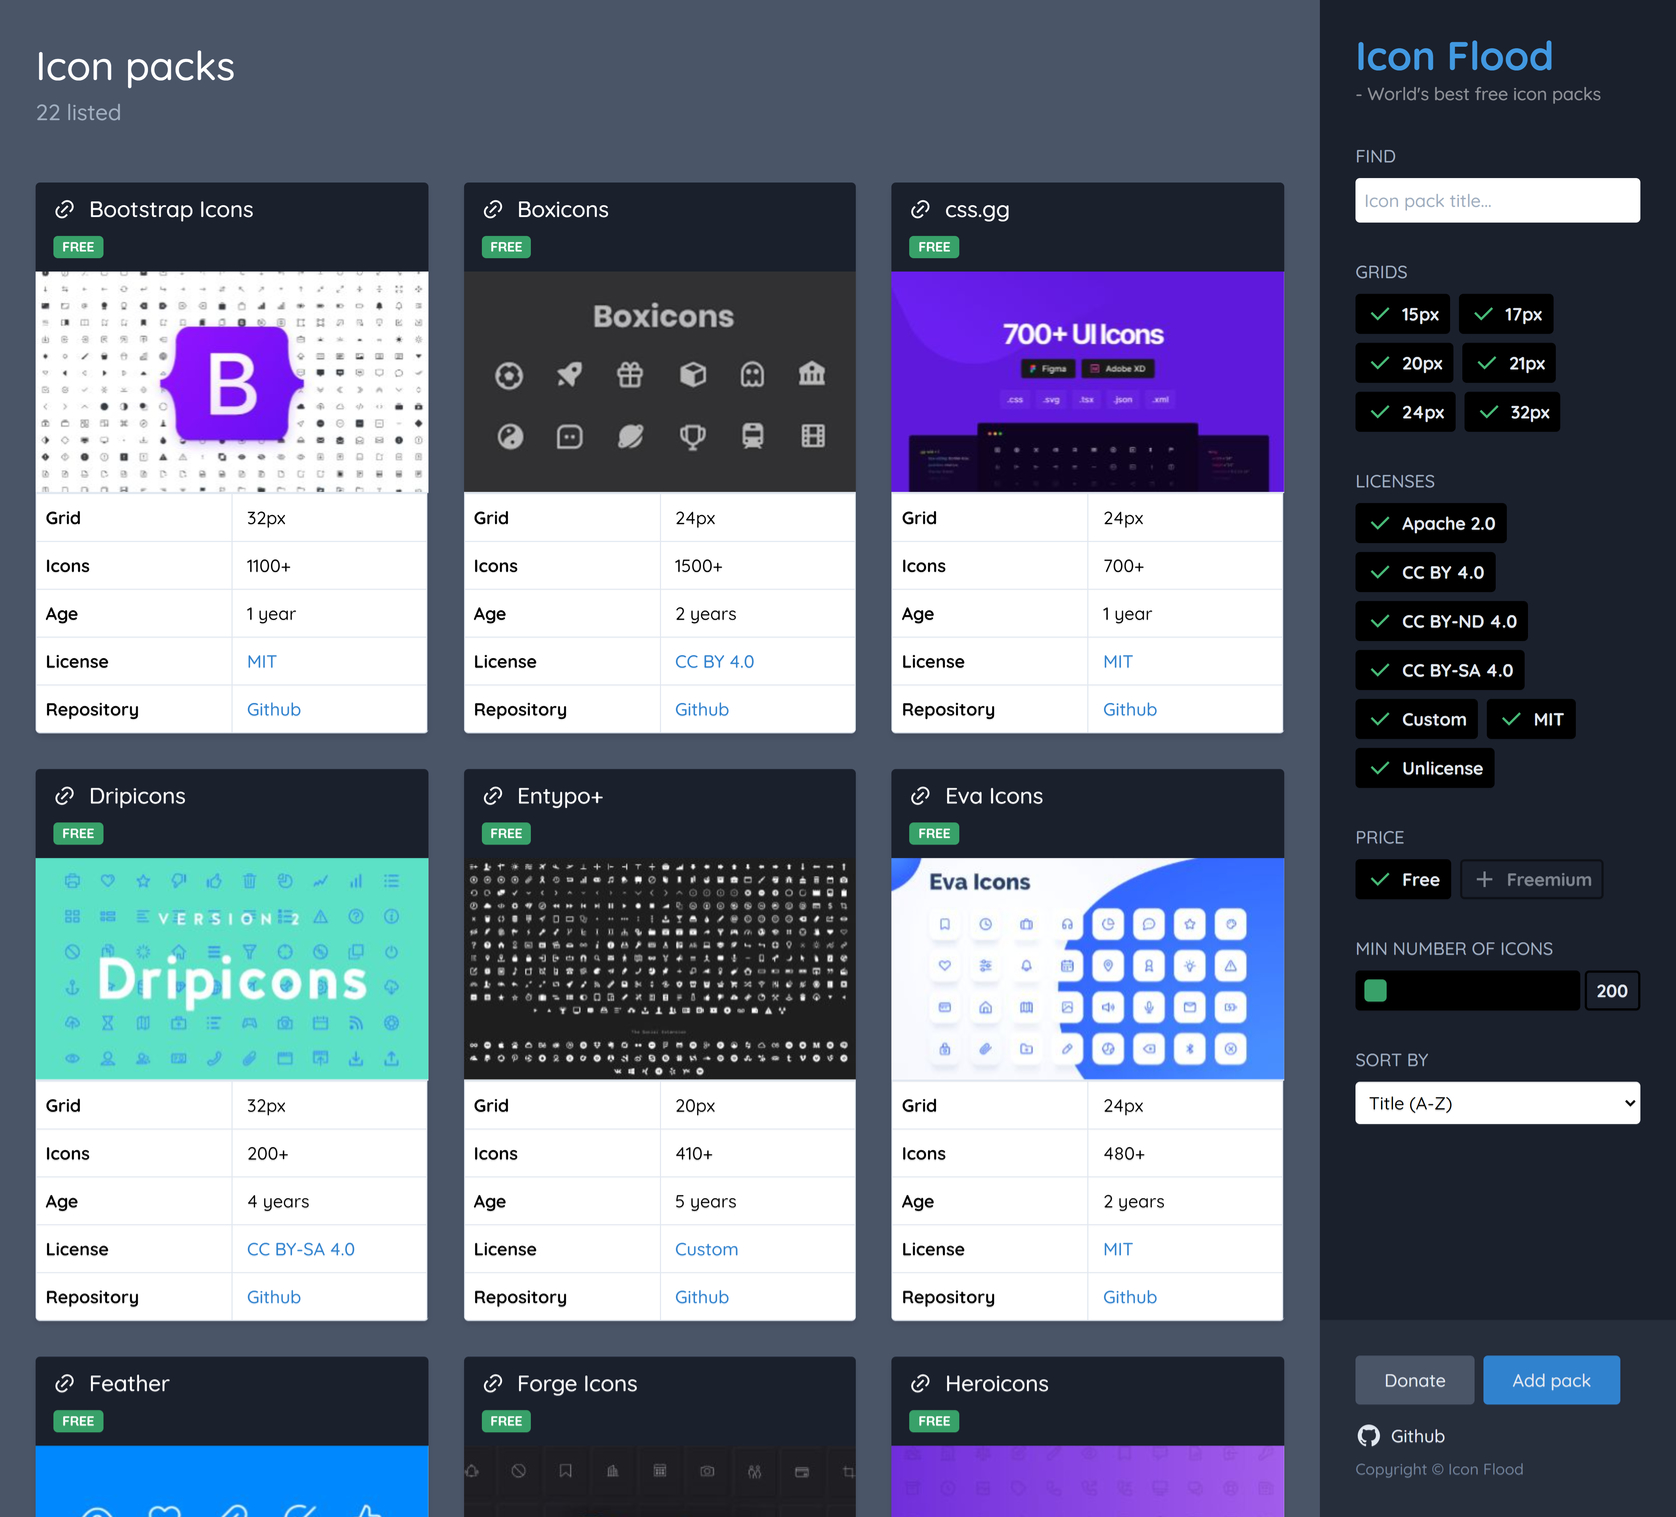 Icon packs
22 listed
Bootstrap Icons
FREE
B
Grid 32px
Icons 1100+
Age 1 year
License MIT
Repository Github
Boxicons
FREE
Boxicons
Grid 24px
Icons 1500+
Age 2 years
License CC BY 4.0
Repository Github
css.gg
FREE
700+ UI Icons
Figma Adobe XD
.css .svg .tsx .json .xml
Grid 24px
Icons 700+
Age 1 year
License MIT
Repository Github
Dripicons
FREE
VERSION 2
Dripicons
Grid 32px
Icons 200+
Age 4 years
License CC BY-SA 4.0
Repository Github
Entypo+
FREE
The Social Extension
Grid 20px
Icons 410+
Age 5 years
License Custom
Repository Github
Eva Icons
FREE
Eva Icons
Grid 24px
Icons 480+
Age 2 years
License MIT
Repository Github
Feather
FREE
Forge Icons
FREE
Heroicons
FREE
Icon Flood
- World's best free icon packs
FIND
Icon pack title...
GRIDS
15px 17px
20px 21px
24px 32px
LICENSES
Apache 2.0
CC BY 4.0
CC BY-ND 4.0
CC BY-SA 4.0
Custom MIT
Unlicense
PRICE
Free Freemium
MIN NUMBER OF ICONS
200
SORT BY
Title (A-Z)
Donate Add pack
Github
Copyright © Icon Flood